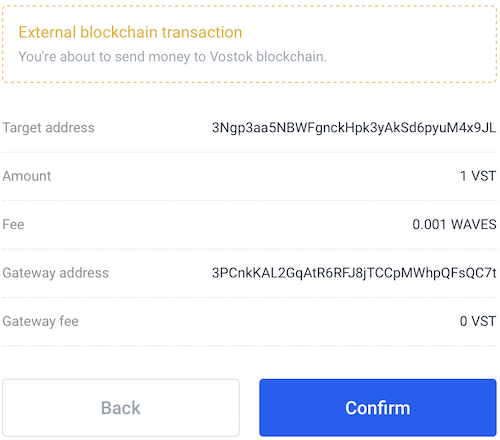 External blockchain transaction
You're about to send money to Vostok blockchain.
Target address 3Ngp3aa5NBWFgnckHpk3yAkSd6pyuM4x9JL
Amount 1 VST
Fee 0.001 WAVES
Gateway address 3PCnkKAL2GqAtR6RFJ8jTCCpMWhpQFsQC7t
Gateway fee 0 VST
Back Confirm